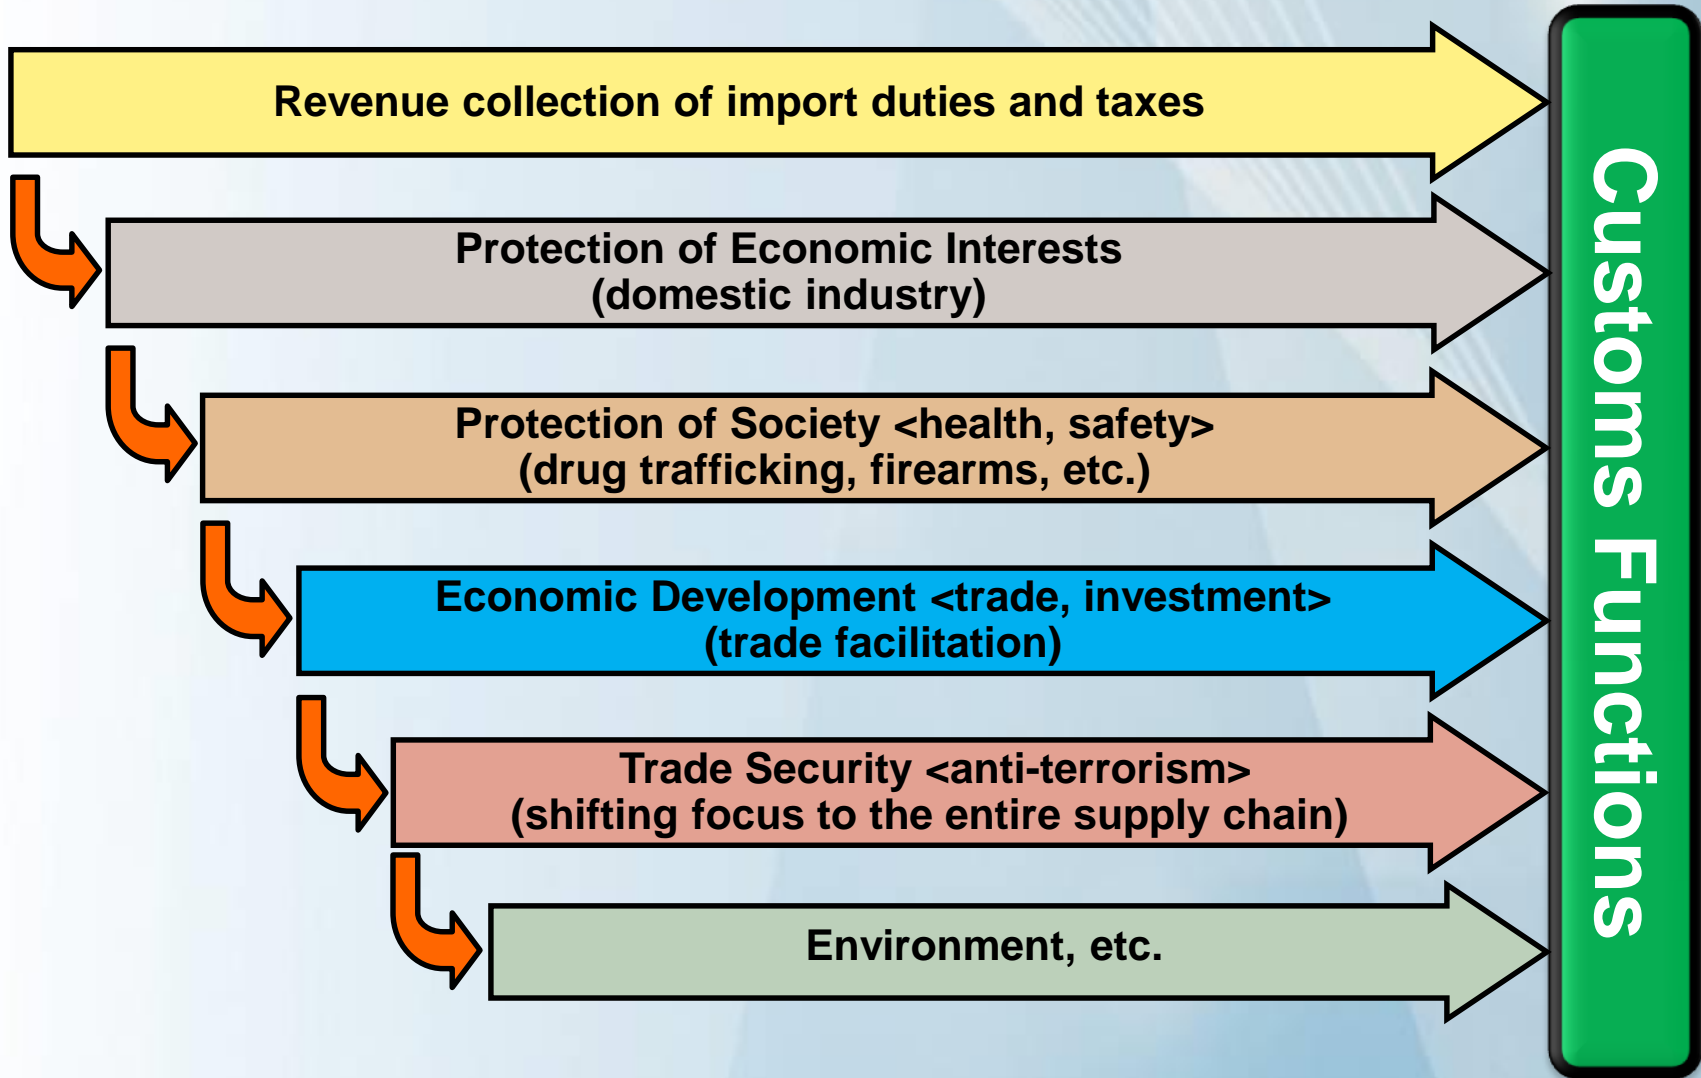 Revenue collection of import duties and taxes
Protection of Economic Interests
(domestic industry)
Protection of Society <health, safety>
(drug trafficking, firearms, etc.)
Economic Development <trade, investment>
(trade facilitation)
Trade Security <anti-terrorism>
(shifting focus to the entire supply chain)
Environment, etc.
Customs Functions